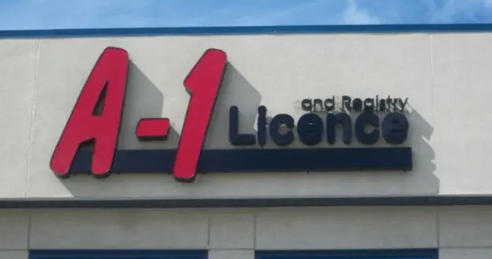 A-1
and Registry
Licence